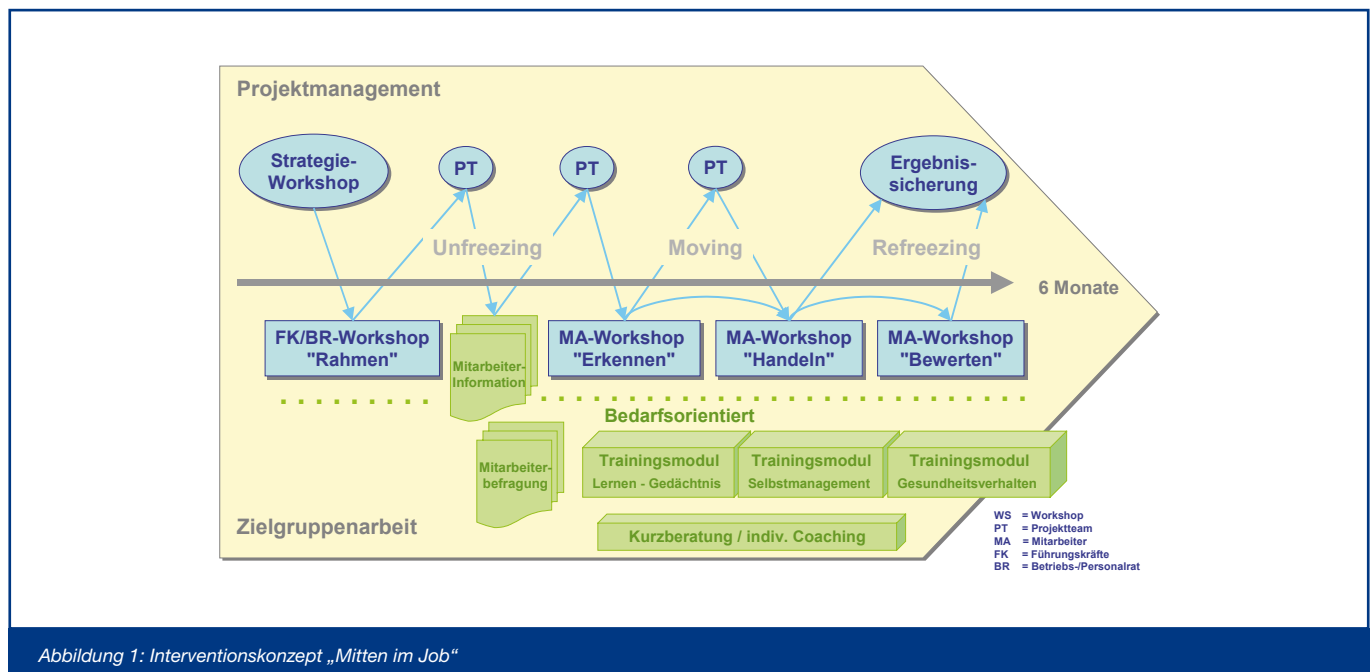 Projektmanagement
Strategie-
Workshop
PT
PT
PT
Ergebnis-
sicherung
Unfreezing
Moving
Refreezing
6 Monate
FK/BR-Workshop
"Rahmen"
Mitarbeiter-
Information
MA-Workshop
"Erkennen"
MA-Workshop
"Handeln"
MA-Workshop
"Bewerten"
Bedarfsorientiert
Mitarbeiter-
befragung
Trainingsmodul
Lernen - Gedächtnis
Trainingsmodul
Selbstmanagement
Trainingsmodul
Gesundheitsverhalten
Zielgruppenarbeit
Kurzberatung / indiv. Coaching
WS = Workshop
PT = Projektteam
MA = Mitarbeiter
FK = Führungskräfte
BR = Betriebs-/Personalrat
Abbildung 1: Interventionskonzept „Mitten im Job“